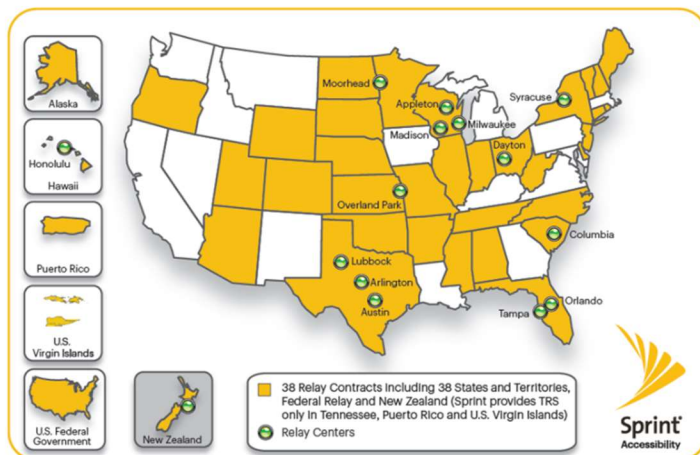 Alaska
Honolulu
Hawaii
Puerto Rico
U.S.
Virgin Islands
U.S. Federal
Government
New Zealand
Moorhead
Appleton
Milwaukee
Madison
Syracuse
Dayton
Overland Park
Columbia
Lubbock
Arlington
Austin
Orlando
Tampa
38 Relay Contracts Including 38 States and Territories,
Federal Relay and New Zealand (Sprint provides TRS
only in Tennessee, Puerto Rico and U.S. Virgin Islands)
Relay Centers
Sprint
Accessibility